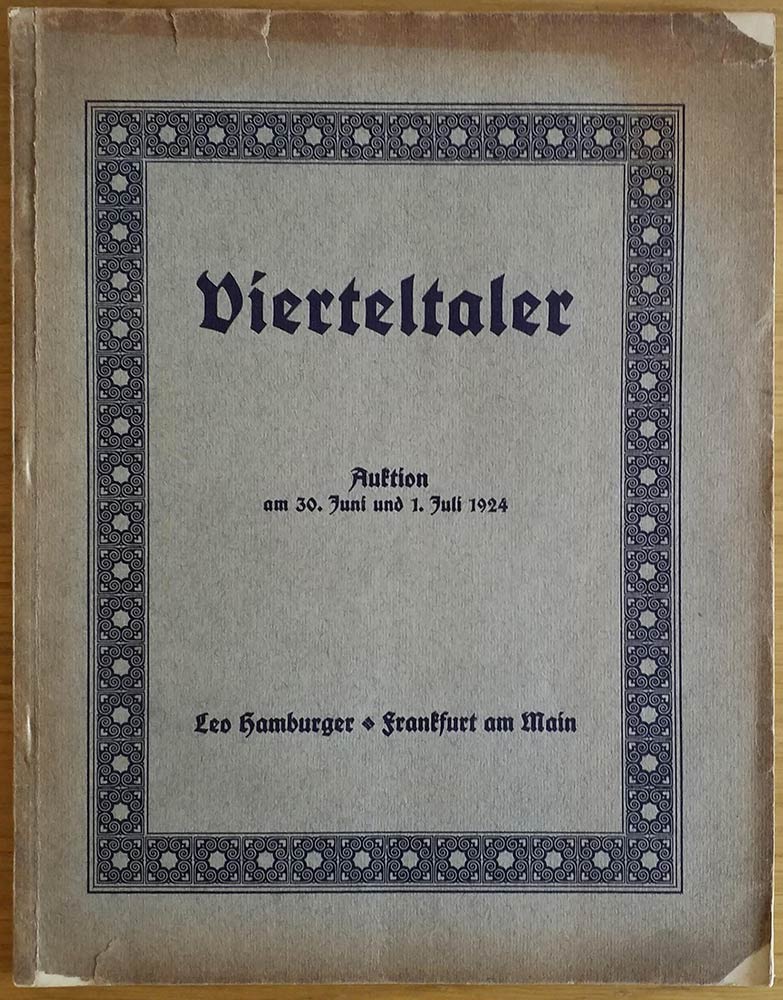 Vierteltaler
Auktion
am 30. Juni und 1. Juli 1924
Leo Hamburger ❖ Frankfurt am Main